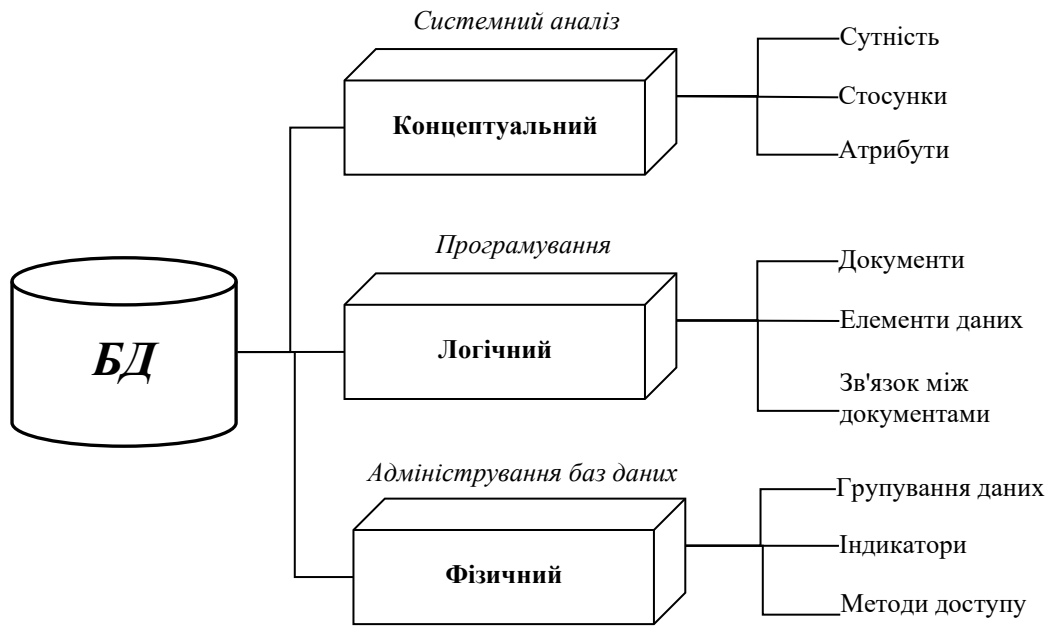 Системний аналіз
Концептуальний
Сутність
Стосунки
Атрибути
БД
Програмування
Логічний
Документи
Елементи даних
Зв'язок між
документами
Адміністрування баз даних
Фізичний
Групування даних
Індикатори
Методи доступу